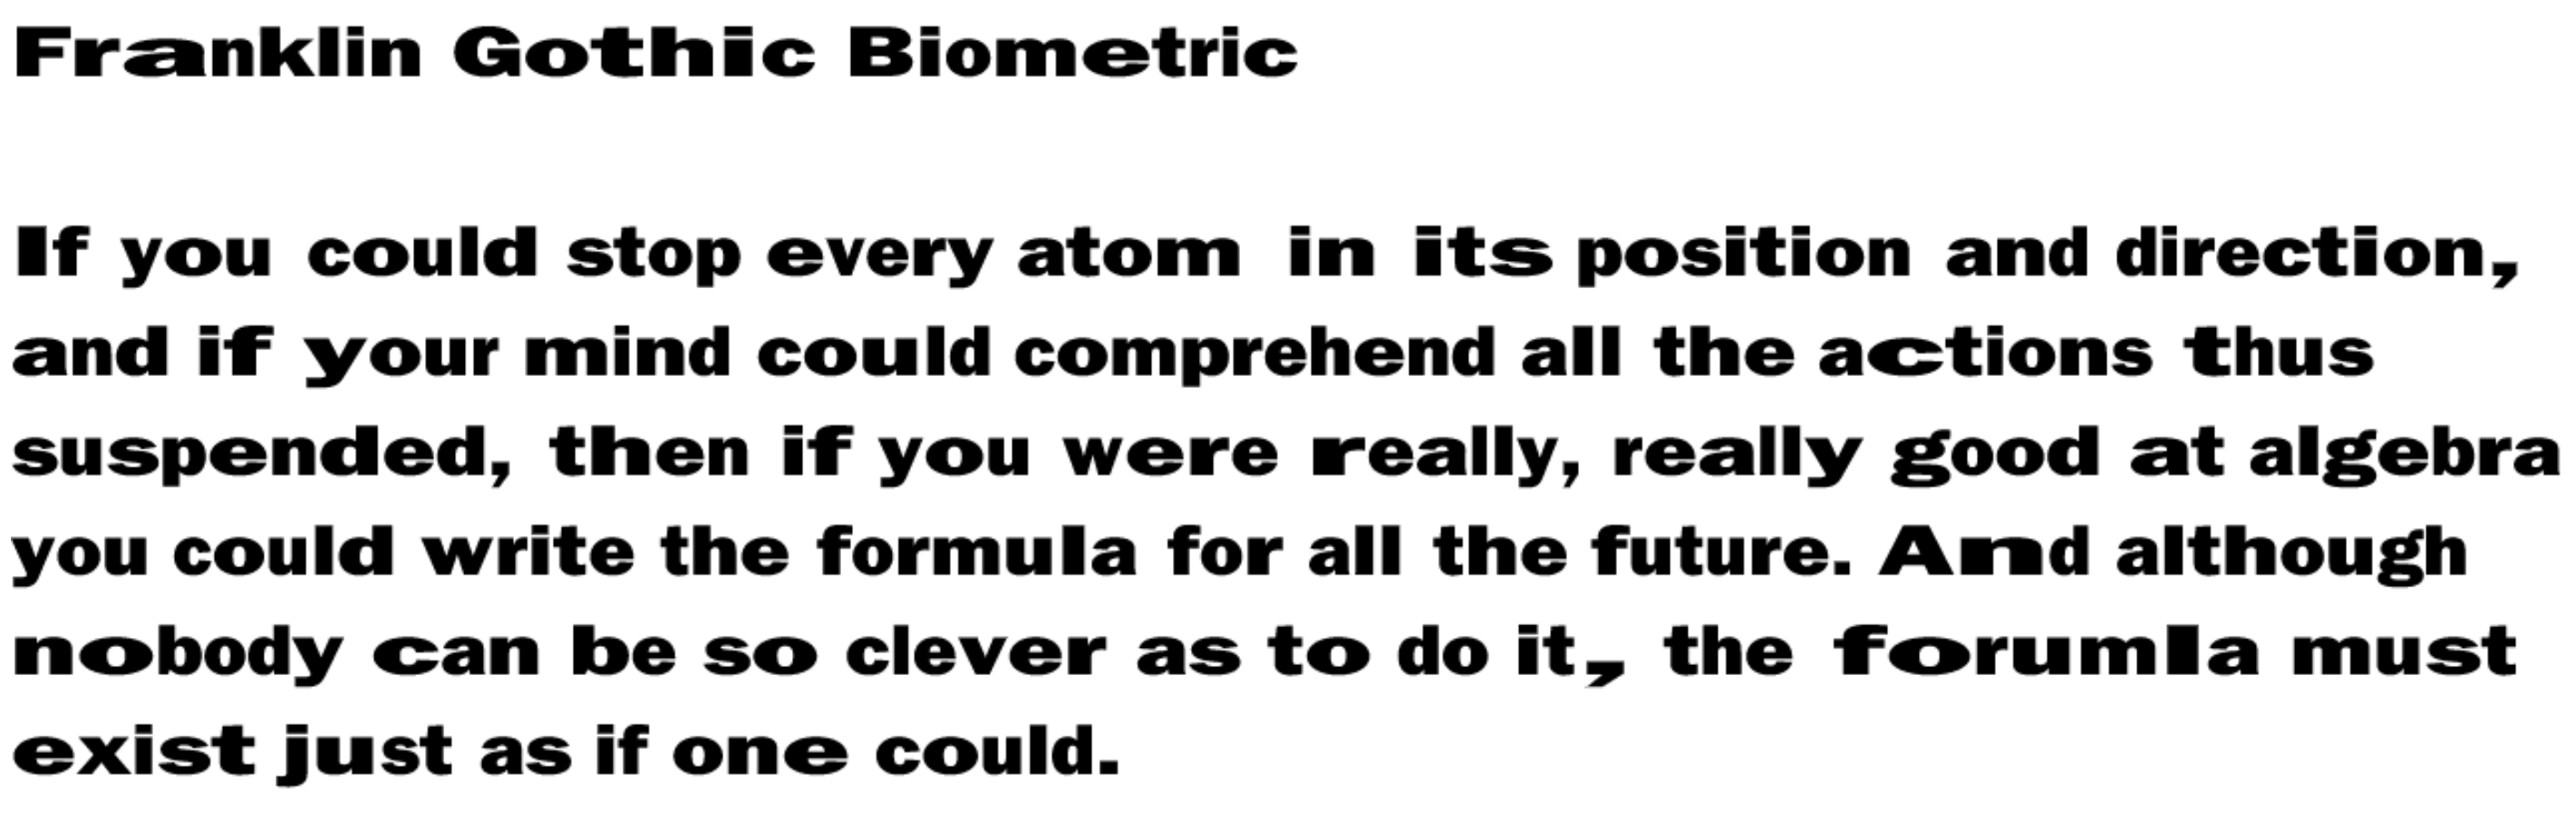 Franklin Gothic Biometric
If you could stop every atom in its position and direction,
and if your mind could comprehend all the actions thus
suspended, then if you were really, really good at algebra
you could write the formula for all the future. And although
nobody can be so clever as to do it, the forumla must
exist just as if one could.